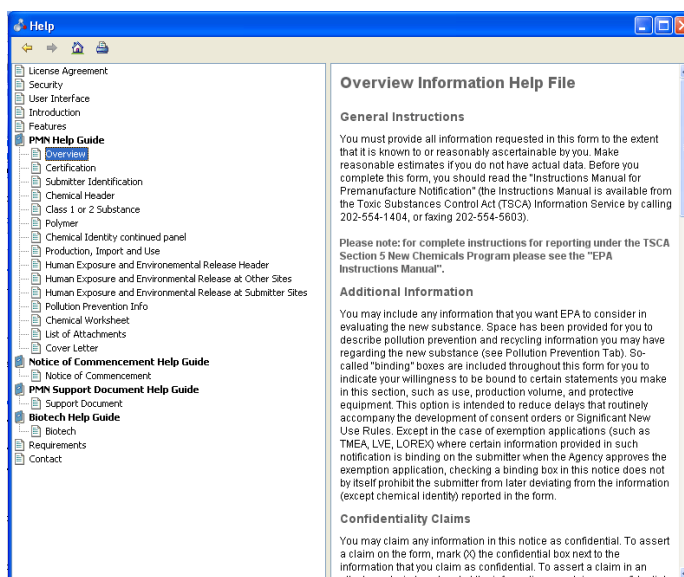 Help
License Agreement
Security
User Interface
Introduction
Features
PMN Help Guide
Overview
Certification
Submitter Identification
Chemical Header
Class 1 or 2 Substance
Polymer
Chemical Identity continued panel
Production, Import and Use
Human Exposure and Environemental Release Header
Human Exposure and Environmental Release at Other Sites
Human Exposure and Environmental Release at Submitter Sites
Pollution Prevention Info
Chemical Worksheet
List of Attachments
Cover Letter
Notice of Commencement Help Guide
Notice of Commencement
PMN Support Document Help Guide
Support Document
Biotech Help Guide
Biotech
Requirements
Contact
Overview Information Help File
General Instructions
You must provide all information requested in this form to the extent
that it is known to or reasonably ascertainable by you. Make
reasonable estimates if you do not have actual data. Before you
complete this form, you should read the "Instructions Manual for
Premanufacture Notification" (the Instructions Manual is available from
the Toxic Substances Control Act (TSCA) Information Service by calling
202-554-1404, or faxing 202-554-5603).
Please note: for complete instructions for reporting under the TSCA
Section 5 New Chemicals Program please see the "EPA
Instructions Manual".
Additional Information
You may include any information that you want EPA to consider in
evaluating the new substance. Space has been provided for you to
describe pollution prevention and recycling information you may have
regarding the new substance (see Pollution Prevention Tab). So-
called "binding" boxes are included throughout this form for you to
indicate your willingness to be bound to certain statements you make
in this section, such as use, production volume, and protective
equipment. This option is intended to reduce delays that routinely
accompany the development of consent orders or Significant New
Use Rules. Except in the case of exemption applications (such as
TMEA, LVE, LOREX) where certain information provided in such
notification is binding on the submitter when the Agency approves the
exemption application, checking a binding box in this notice does not
by itself prohibit the submitter from later deviating from the information
(except chemical identity) reported in the form.
Confidentiality Claims
You may claim any information in this notice as confidential. To assert
a claim on the form, mark (X) the confidential box next to the
information that you claim as confidential. To assert a claim in an